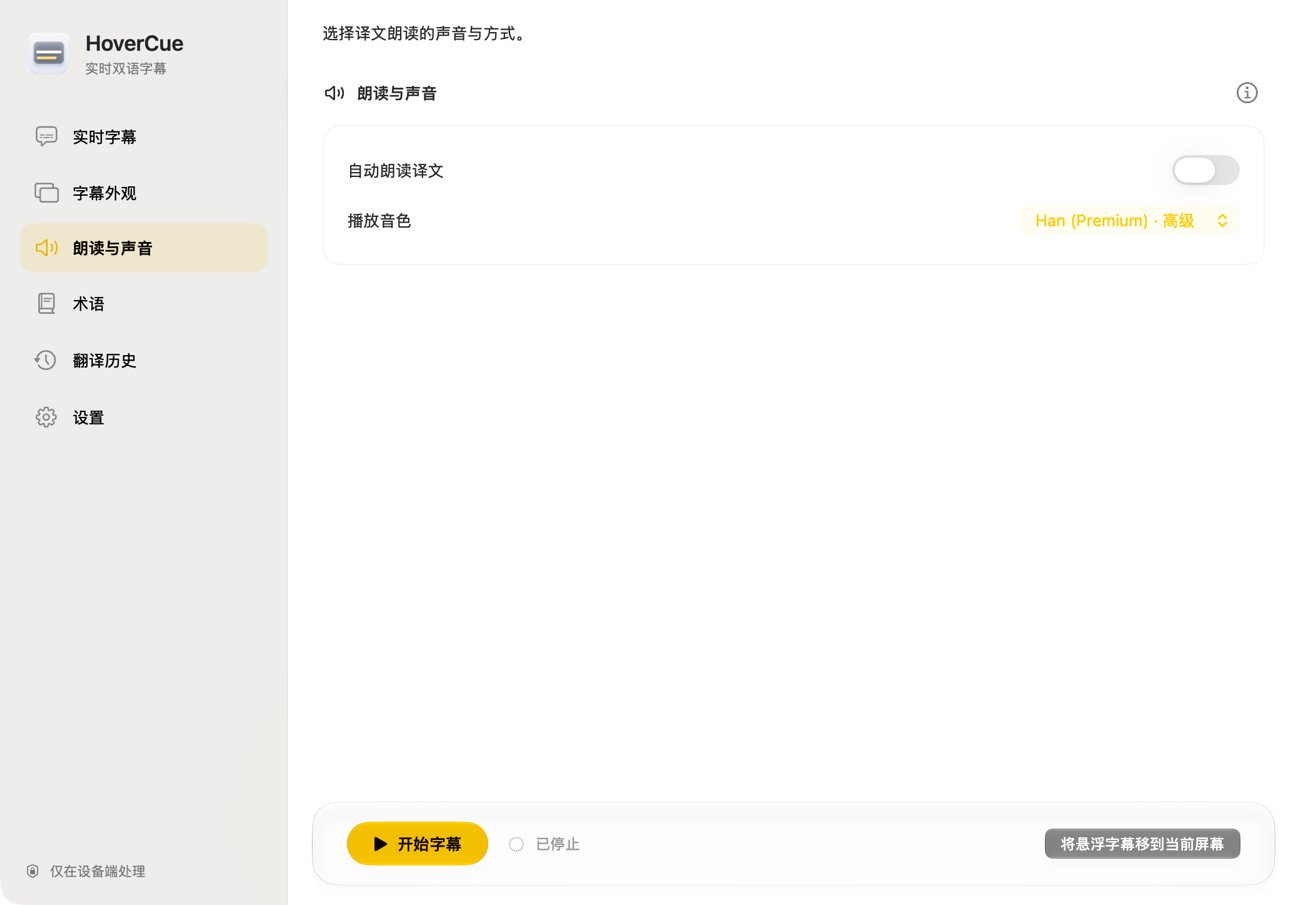 HoverCue
实时双语字幕
实时字幕
字幕外观
朗读与声音
术语
翻译历史
设置
仅在设备端处理
选择译文朗读的声音与方式。
朗读与声音
自动朗读译文
播放音色
Han (Premium) · 高级
开始字幕
已停止
将悬浮字幕移到当前屏幕